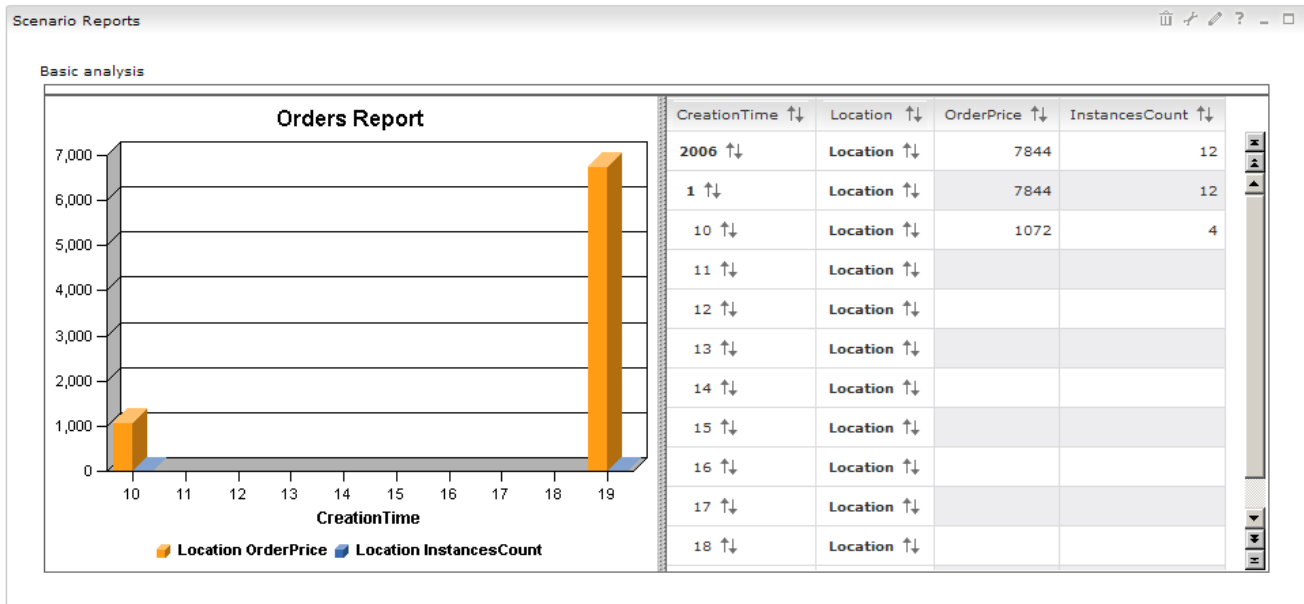 Scenario Reports
?
Basic analysis
Orders Report
7,000
6,000
5,000
4,000
3,000
2,000
1,000
0
10 11 12 13 14 15 16 17 18 19
CreationTime
Location OrderPrice Location InstancesCount
CreationTime Location OrderPrice InstancesCount
2006 Location 7844 12
1 Location 7844 12
10 Location 1072 4
11 Location
12 Location
13 Location
14 Location
15 Location
16 Location
17 Location
18 Location